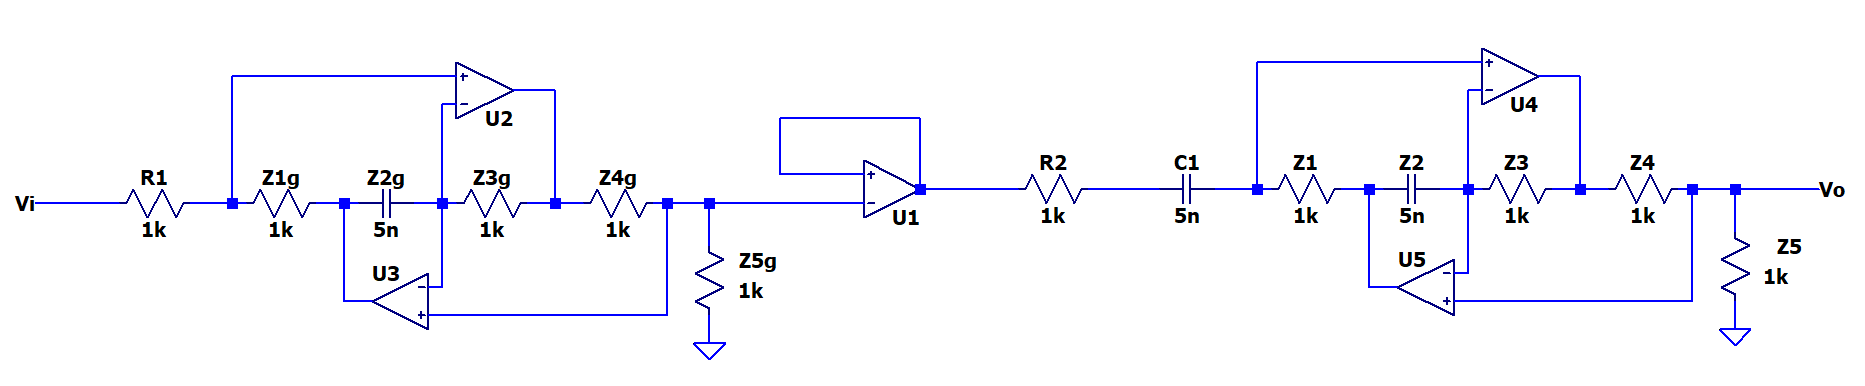 Vi
R1
1k
Z1g
1k
Z2g
5n
Z3g
1k
Z4g
1k
+
−
U2
U3
−
+
Z5g
1k
+
−
U1
R2
1k
C1
5n
Z1
1k
Z2
5n
Z3
1k
Z4
1k
+
−
U4
U5
−
+
Vo
Z5
1k